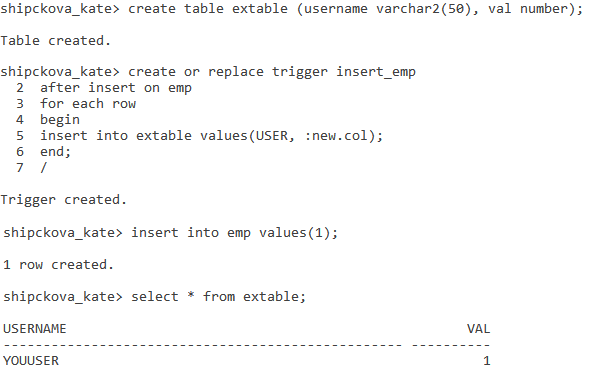 shipckova_kate> create table extable (username varchar2(50), val number);
Table created.
shipckova_kate> create or replace trigger insert_emp
2 after insert on emp
3 for each row
4 begin
5 insert into extable values(USER, :new.col);
6 end;
7 /
Trigger created.
shipckova_kate> insert into emp values(1);
1 row created.
shipckova_kate> select * from extable;
USERNAME VAL
-------------------------------------------------- ----------
YOUUSER 1